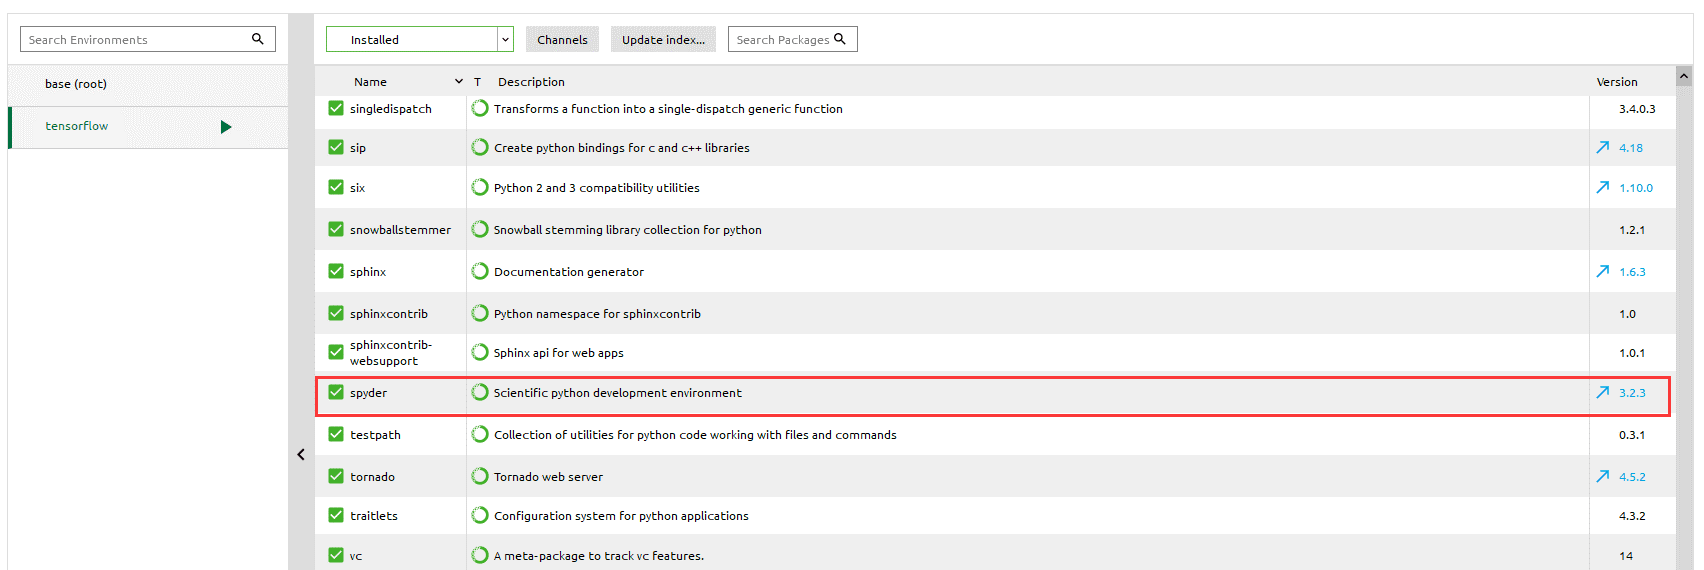 Search Environments
Installed
Channels
Update index...
Search Packages
base (root)
tensorflow
Name T Description Version
singledispatch Transforms a function into a single-dispatch generic function 3.4.0.3
sip Create python bindings for c and c++ libraries 4.18
six Python 2 and 3 compatibility utilities 1.10.0
snowballstemmer Snowball stemming library collection for python 1.2.1
sphinx Documentation generator 1.6.3
sphinxcontrib Python namespace for sphinxcontrib 1.0
sphinxcontrib-
websupport Sphinx api for web apps 1.0.1
spyder Scientific python development environment 3.2.3
testpath Collection of utilities for python code working with files and commands 0.3.1
tornado Tornado web server 4.5.2
traitlets Configuration system for python applications 4.3.2
vc A meta-package to track vc features. 14